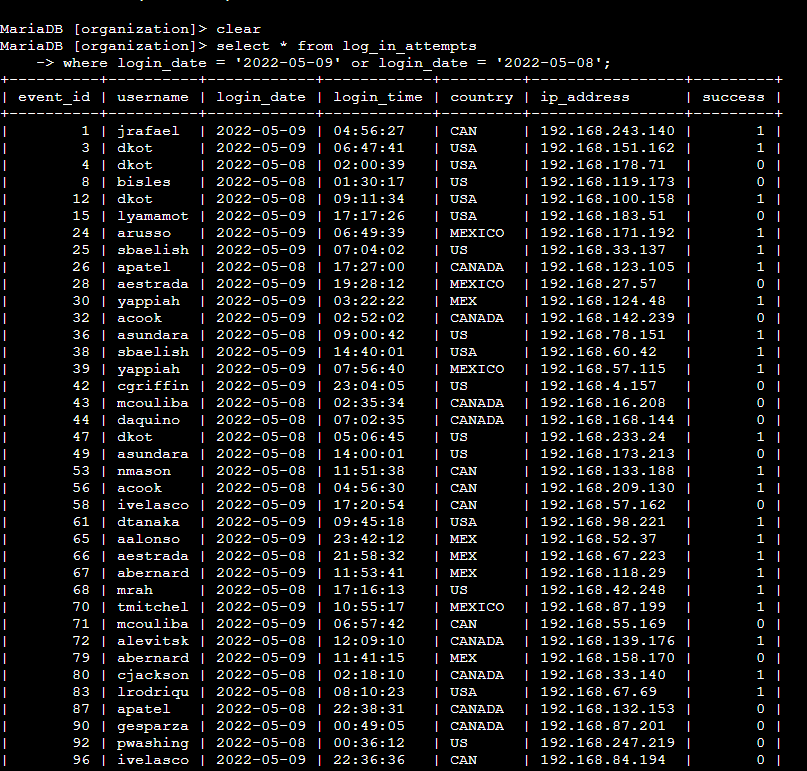 MariaDB [organization]> clear
MariaDB [organization]> select * from log_in_attempts
    -> where login_date = '2022-05-09' or login_date = '2022-05-08';
+----------+----------+------------+------------+---------+-----------------+---------+
| event_id | username | login_date | login_time | country | ip_address      | success |
+----------+----------+------------+------------+---------+-----------------+---------+
|        1 | jrafael  | 2022-05-09 | 04:56:27   | CAN     | 192.168.243.140 |       1 |
|        3 | dkot     | 2022-05-09 | 06:47:41   | USA     | 192.168.151.162 |       1 |
|        4 | dkot     | 2022-05-08 | 02:00:39   | USA     | 192.168.178.71  |       0 |
|        8 | bisles   | 2022-05-08 | 01:30:17   | US      | 192.168.119.173 |       0 |
|       12 | dkot     | 2022-05-08 | 09:11:34   | USA     | 192.168.100.158 |       1 |
|       15 | lyamamot | 2022-05-09 | 17:17:26   | USA     | 192.168.183.51  |       0 |
|       24 | arusso   | 2022-05-09 | 06:49:39   | MEXICO  | 192.168.171.192 |       1 |
|       25 | sbaelish | 2022-05-09 | 07:04:02   | US      | 192.168.33.137  |       1 |
|       26 | apatel   | 2022-05-08 | 17:27:00   | CANADA  | 192.168.123.105 |       1 |
|       28 | aestrada | 2022-05-09 | 19:28:12   | MEXICO  | 192.168.27.57   |       0 |
|       30 | yappiah  | 2022-05-09 | 03:22:22   | MEX     | 192.168.124.48  |       1 |
|       32 | acook    | 2022-05-09 | 02:52:02   | CANADA  | 192.168.142.239 |       0 |
|       36 | asundara | 2022-05-08 | 09:00:42   | US      | 192.168.78.151  |       1 |
|       38 | sbaelish | 2022-05-09 | 14:40:01   | USA     | 192.168.60.42   |       1 |
|       39 | yappiah  | 2022-05-09 | 07:56:40   | MEXICO  | 192.168.57.115  |       1 |
|       42 | cgriffin | 2022-05-09 | 23:04:05   | US      | 192.168.4.157   |       0 |
|       43 | mcouliba | 2022-05-08 | 02:35:34   | CANADA  | 192.168.16.208  |       0 |
|       44 | daquino  | 2022-05-08 | 07:02:35   | CANADA  | 192.168.168.144 |       0 |
|       47 | dkot     | 2022-05-08 | 05:06:45   | US      | 192.168.233.24  |       1 |
|       49 | asundara | 2022-05-08 | 14:00:01   | US      | 192.168.173.213 |       0 |
|       53 | nmason   | 2022-05-08 | 11:51:38   | CAN     | 192.168.133.188 |       1 |
|       56 | acook    | 2022-05-08 | 04:56:30   | CAN     | 192.168.209.130 |       1 |
|       58 | ivelasco | 2022-05-09 | 17:20:54   | CAN     | 192.168.57.162  |       0 |
|       61 | dtanaka  | 2022-05-09 | 09:45:18   | USA     | 192.168.98.221  |       1 |
|       65 | aalonso  | 2022-05-09 | 23:42:12   | MEX     | 192.168.52.37   |       1 |
|       66 | aestrada | 2022-05-08 | 21:58:32   | MEX     | 192.168.67.223  |       1 |
|       67 | abernard | 2022-05-09 | 11:53:41   | MEX     | 192.168.118.29  |       1 |
|       68 | mrah     | 2022-05-08 | 17:16:13   | US      | 192.168.42.248  |       1 |
|       70 | tmitchel | 2022-05-09 | 10:55:17   | MEXICO  | 192.168.87.199  |       1 |
|       71 | mcouliba | 2022-05-09 | 06:57:42   | CAN     | 192.168.55.169  |       0 |
|       72 | alevitsk | 2022-05-08 | 12:09:10   | CANADA  | 192.168.139.176 |       1 |
|       79 | abernard | 2022-05-09 | 11:41:15   | MEX     | 192.168.158.170 |       0 |
|       80 | cjackson | 2022-05-08 | 02:18:10   | CANADA  | 192.168.33.140  |       1 |
|       83 | lrodriqu | 2022-05-08 | 08:10:23   | USA     | 192.168.67.69   |       1 |
|       87 | apatel   | 2022-05-08 | 22:38:31   | CANADA  | 192.168.132.153 |       0 |
|       90 | gesparza | 2022-05-09 | 00:49:05   | CANADA  | 192.168.87.201  |       0 |
|       92 | pwashing | 2022-05-08 | 00:36:12   | US      | 192.168.247.219 |       0 |
|       96 | ivelasco | 2022-05-09 | 22:36:36   | CAN     | 192.168.84.194  |       0 |